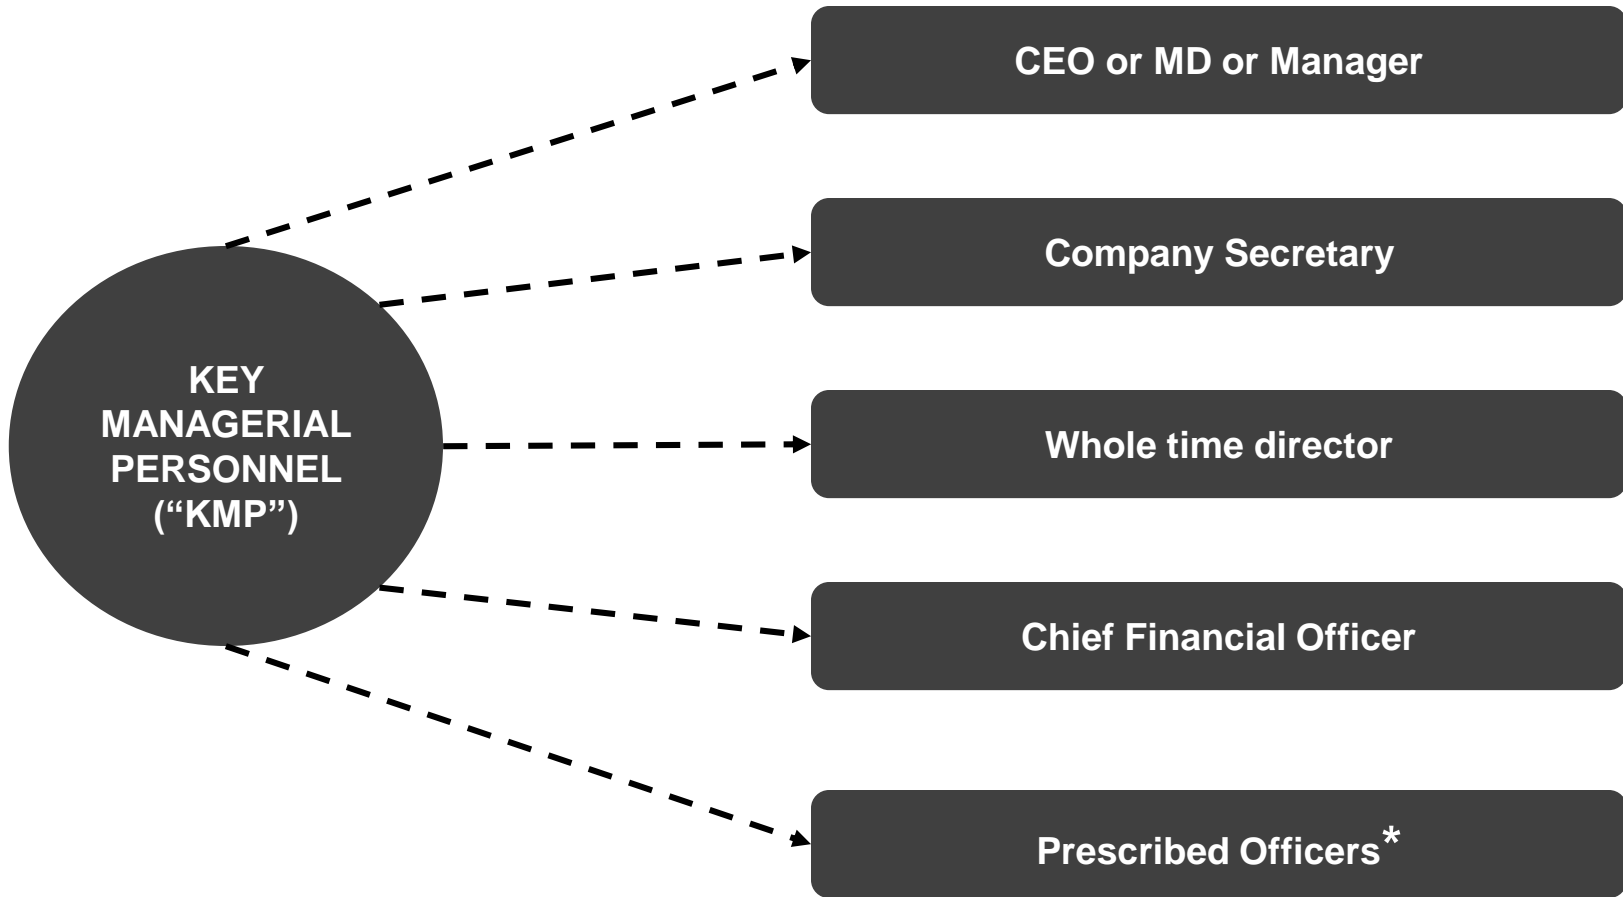 CEO or MD or Manager
Company Secretary
KEY
MANAGERIAL
PERSONNEL
(“KMP”)
Whole time director
Chief Financial Officer
Prescribed Officers*